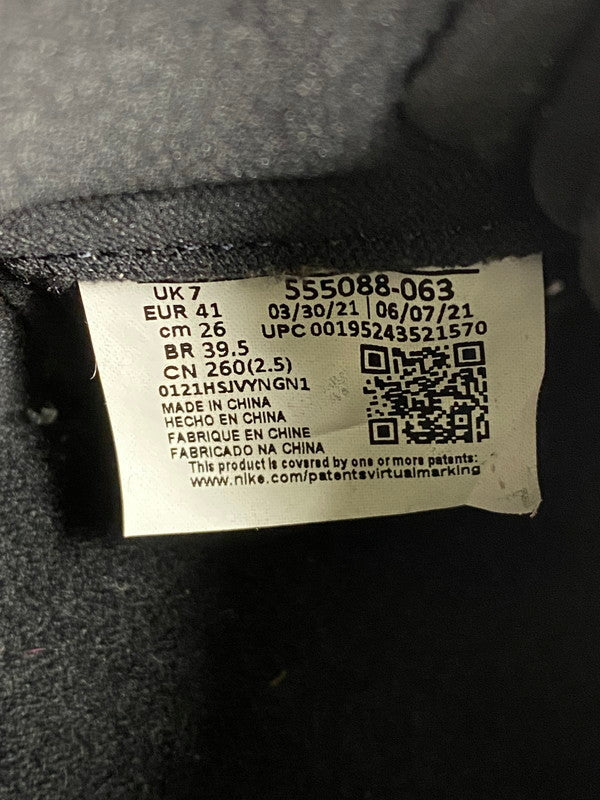 UK 7 555088-063
EUR 41 03/30/21 | 06/07/21
cm 26 UPC 00195243521570
BR 39.5
CN 260(2.5)
0121HSJVYNGN1
MADE IN CHINA
HECHO EN CHINA
FABRIQUE EN CHINE
FABRICADO NA CHINA
This product is covered by one or more patents:
www.nike.com/patentsvirtualmarking